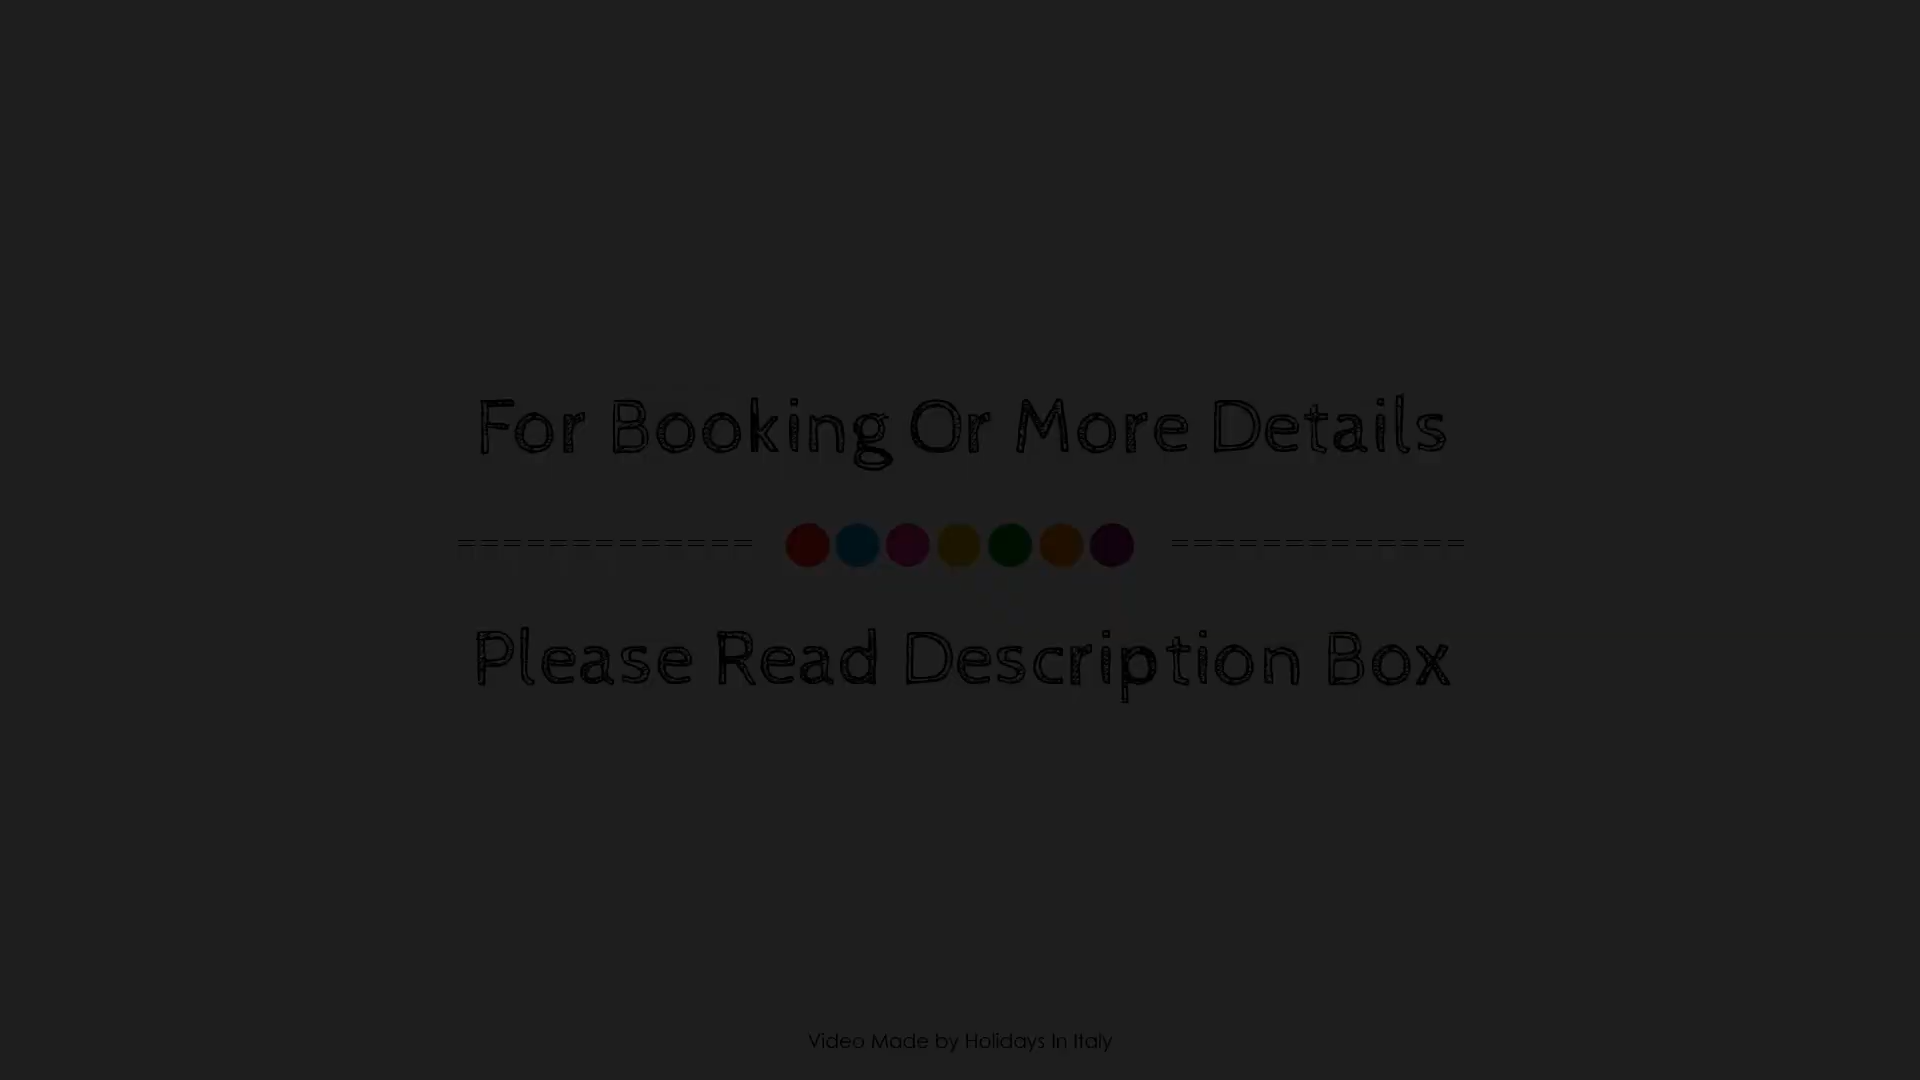 For Booking Or More Details
============= =============
Please Read Description Box
Video Made by Holidays In Italy